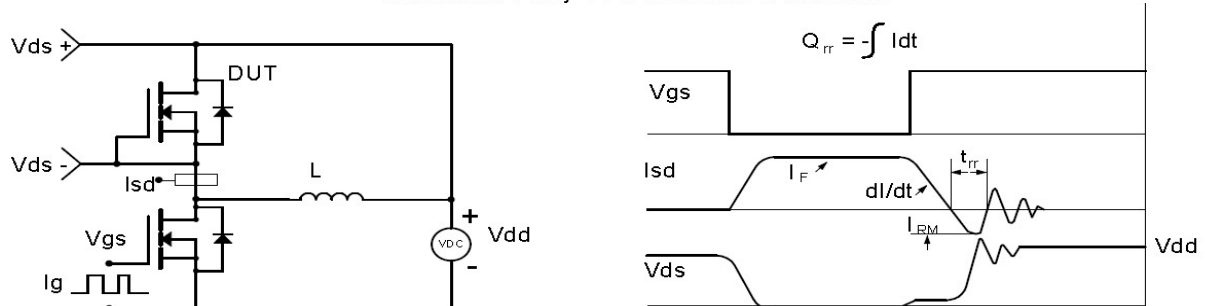 Vds +
DUT
Vds -
Isd
L
Vgs
Ig
+
VDC
-
Vdd
Q rr = -∫ Idt
Vgs
Isd
I F
dI/dt
t rr
I RM
Vds
Vdd